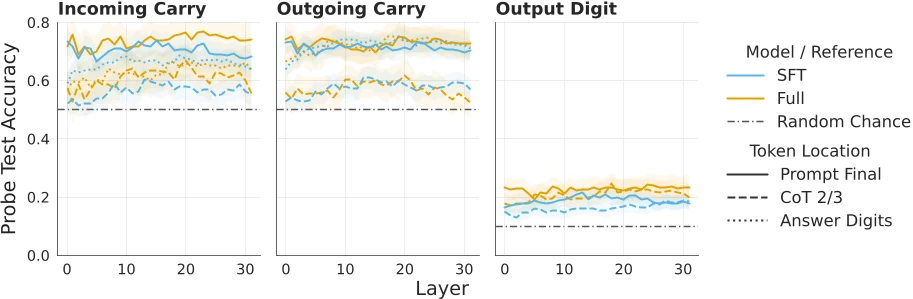 Incoming Carry
Outgoing Carry
Output Digit
Probe Test Accuracy
0.8
0.6
0.4
0.2
0.0
0 10 20 30
0 10 20 30
0 10 20 30
Layer
Model / Reference
SFT
Full
Random Chance
Token Location
Prompt Final
CoT 2/3
Answer Digits